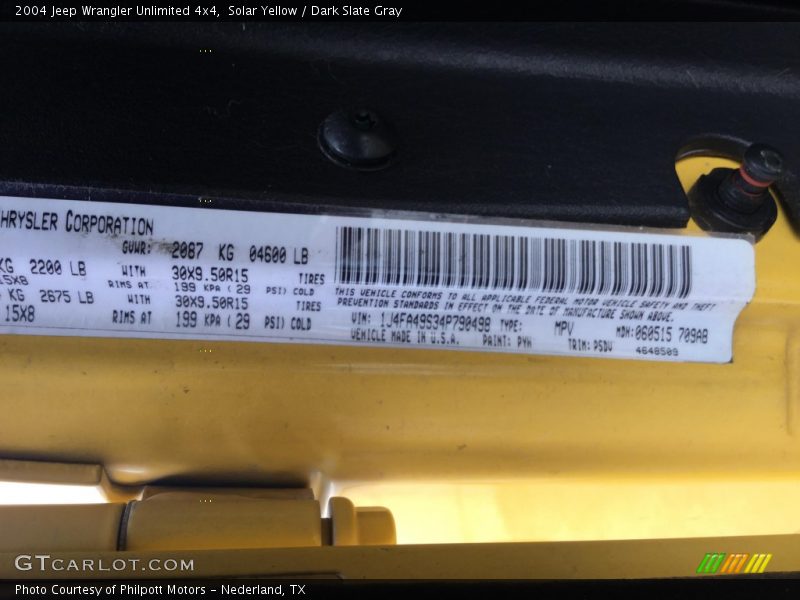 2004 Jeep Wrangler Unlimited 4x4, Solar Yellow / Dark Slate Gray
HRYSLER CORPORATION
GVWR: 2087 KG 04600 LB
KG 2200 LB WITH 30X9.50R15 TIRES
15X8 RIMS AT 199 KPA ( 29 PSI) COLD
KG 2675 LB WITH 30X9.50R15 TIRES
15X8 RIMS AT 199 KPA ( 29 PSI) COLD
THIS VEHICLE CONFORMS TO ALL APPLICABLE FEDERAL MOTOR VEHICLE SAFETY AND THEFT
PREVENTION STANDARDS IN EFFECT ON THE DATE OF MANUFACTURE SHOWN ABOVE.
VIN: 1J4FA49S34P790498 TYPE: MPV MDH: 060515 709AB
VEHICLE MADE IN U.S.A. PAINT: PYH TRIM: PSDV
4648509
GTCARLOT.COM
Photo Courtesy of Philpott Motors - Nederland, TX